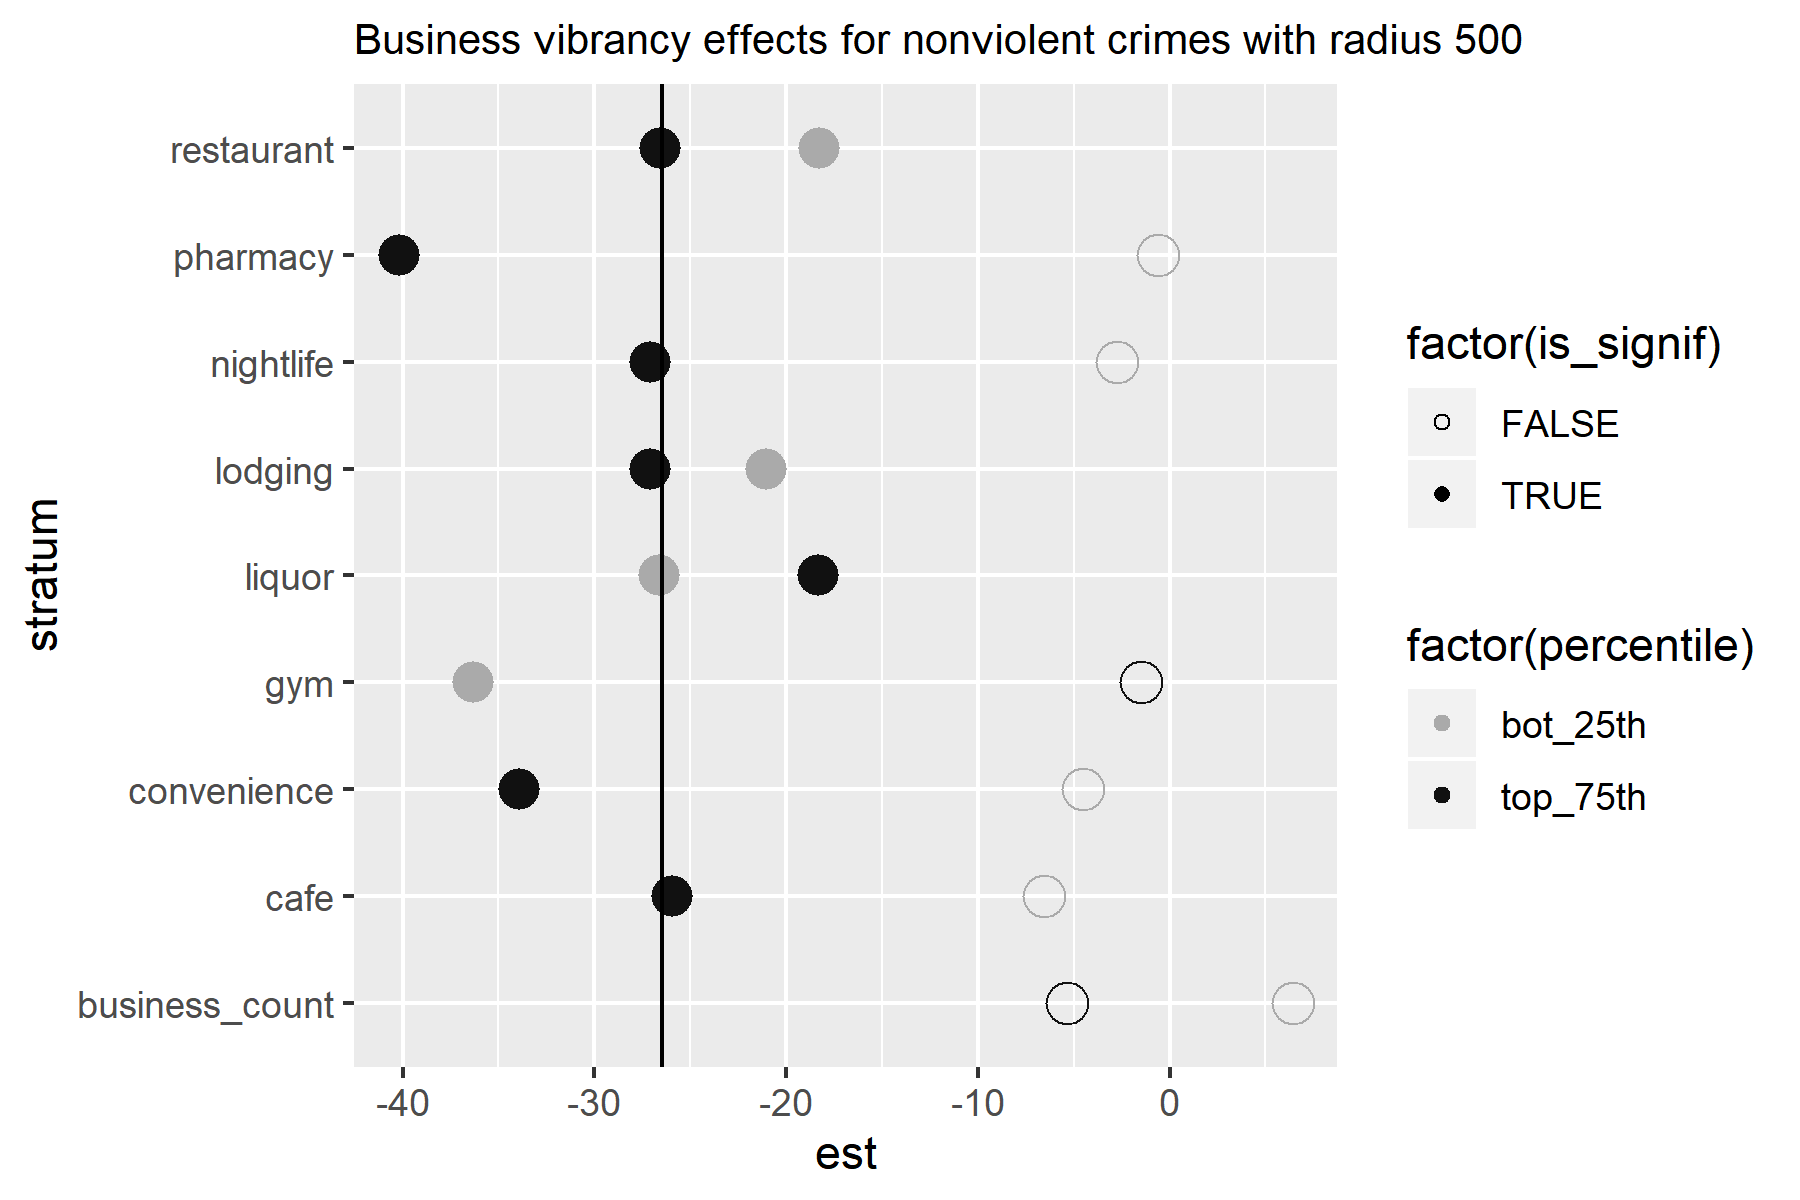 Business vibrancy effects for nonviolent crimes with radius 500
restaurant
pharmacy
nightlife
lodging
liquor
gym
convenience
cafe
business_count
stratum
-40 -30 -20 -10 0
est
factor(is_signif)
FALSE
TRUE
factor(percentile)
bot_25th
top_75th